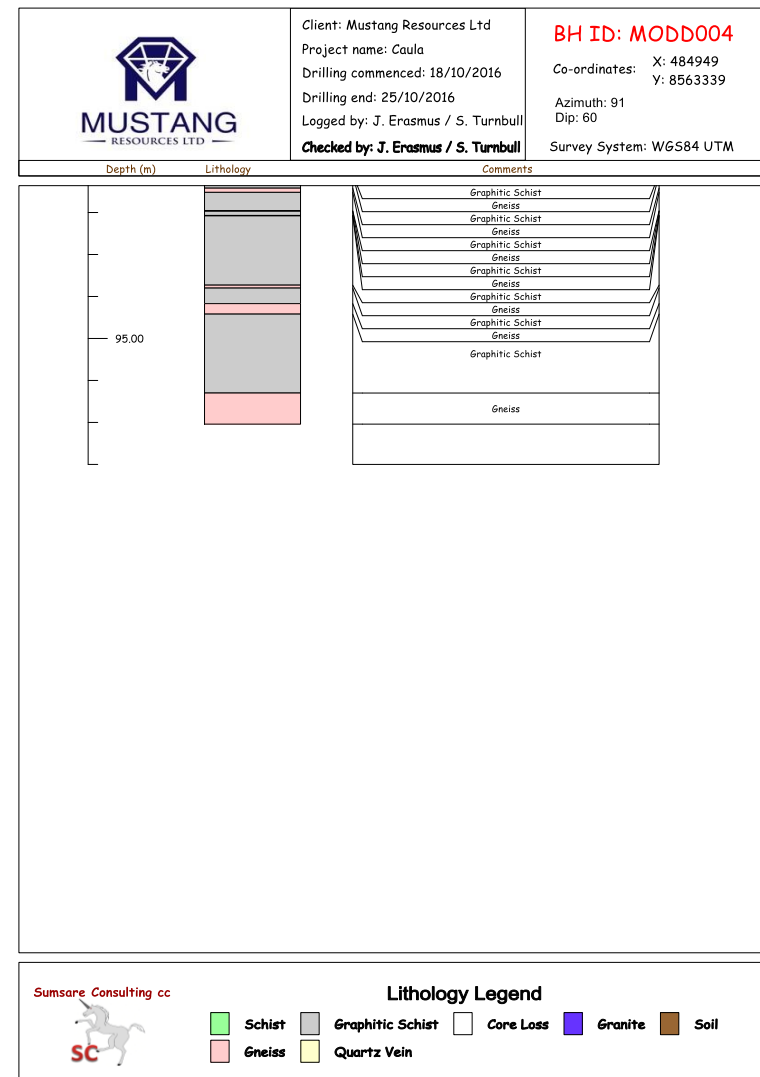 MUSTANG
RESOURCES LTD
Client: Mustang Resources Ltd
Project name: Caula
Drilling commenced: 18/10/2016
Drilling end: 25/10/2016
Logged by: J. Erasmus / S. Turnbull
Checked by: J. Erasmus / S. Turnbull
BH ID: MODD004
Co-ordinates: X: 484949
Y: 8563339
Azimuth: 91
Dip: 60
Survey System: WGS84 UTM
Depth (m) Lithology Comments
Graphitic Schist
Gneiss
Graphitic Schist
Gneiss
Graphitic Schist
Gneiss
Graphitic Schist
Gneiss
Graphitic Schist
Gneiss
Graphitic Schist
Gneiss
95.00
Graphitic Schist
Gneiss
Sumsare Consulting cc
SC
Lithology Legend
Schist Graphitic Schist Core Loss Granite Soil
Gneiss Quartz Vein